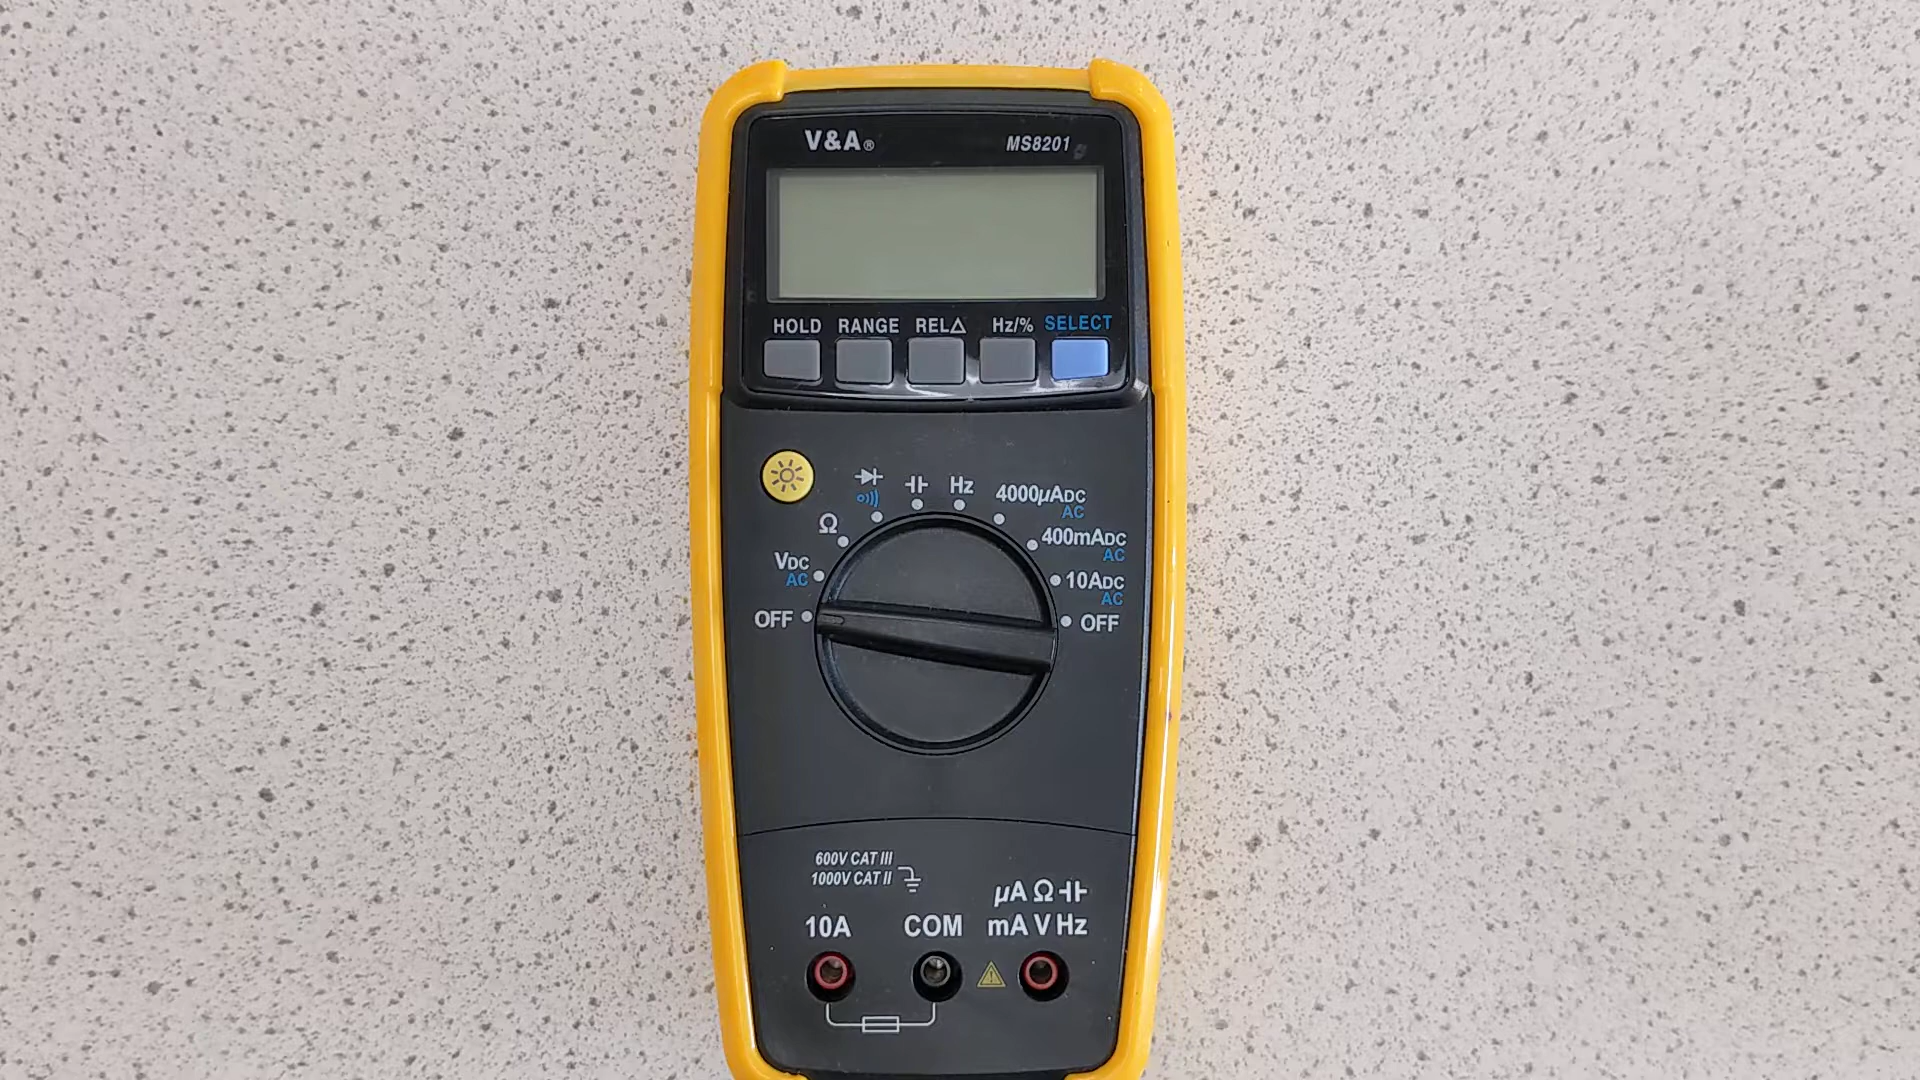 V&A®
MS8201
HOLD RANGE REL△ Hz/% SELECT
Hz
4000µADC
AC
Ω
400mADC
AC
VDC
AC
10ADC
AC
OFF
OFF
600V CAT III
1000V CAT II
µA Ω
10A COM mA V Hz